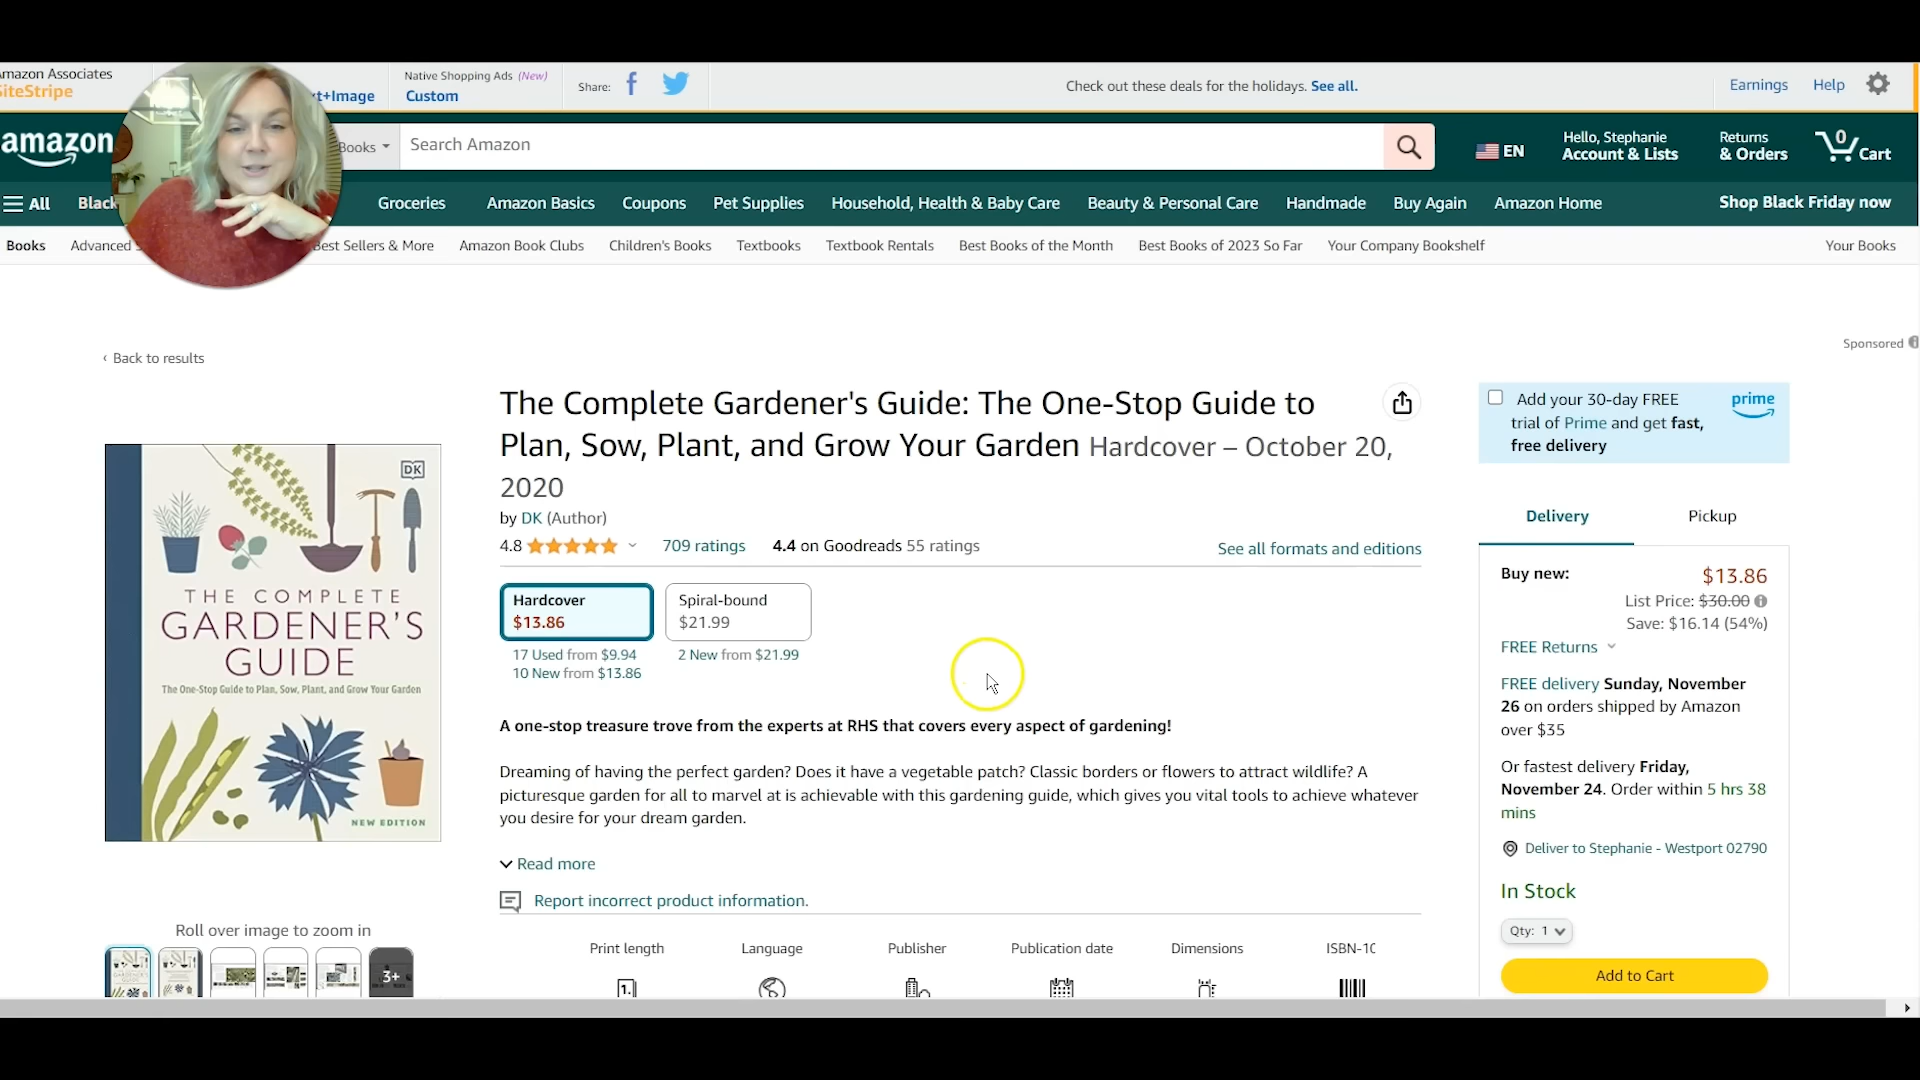 Amazon Associates
SiteStripe
xt+Image
Native Shopping Ads (New)
Custom
Share:
Check out these deals for the holidays. See all.
Earnings
Help
amazon
Books
Search Amazon
EN
Hello, Stephanie
Account & Lists
Returns
& Orders
0
Cart
All
Black
Groceries
Amazon Basics
Coupons
Pet Supplies
Household, Health & Baby Care
Beauty & Personal Care
Handmade
Buy Again
Amazon Home
Shop Black Friday now
Books
Advanced S
Best Sellers & More
Amazon Book Clubs
Children's Books
Textbooks
Textbook Rentals
Best Books of the Month
Best Books of 2023 So Far
Your Company Bookshelf
Your Books
Sponsored
‹ Back to results
DK
THE COMPLETE
GARDENER'S
GUIDE
The One-Stop Guide to Plan, Sow, Plant, and Grow Your Garden
NEW EDITION
Roll over image to zoom in
3+
The Complete Gardener's Guide: The One-Stop Guide to
Plan, Sow, Plant, and Grow Your Garden Hardcover – October 20,
2020
by DK (Author)
4.8
709 ratings
4.4 on Goodreads 55 ratings
See all formats and editions
Hardcover
$13.86
17 Used from $9.94
10 New from $13.86
Spiral-bound
$21.99
2 New from $21.99
A one-stop treasure trove from the experts at RHS that covers every aspect of gardening!
Dreaming of having the perfect garden? Does it have a vegetable patch? Classic borders or flowers to attract wildlife? A
picturesque garden for all to marvel at is achievable with this gardening guide, which gives you vital tools to achieve whatever
you desire for your dream garden.
Read more
Report incorrect product information.
Print length
Language
Publisher
Publication date
Dimensions
ISBN-10
Add your 30-day FREE
trial of Prime and get fast,
free delivery
prime
Delivery
Pickup
Buy new:
$13.86
List Price: $30.00
Save: $16.14 (54%)
FREE Returns
FREE delivery Sunday, November
26 on orders shipped by Amazon
over $35
Or fastest delivery Friday,
November 24. Order within 5 hrs 38
mins
Deliver to Stephanie - Westport 02790
In Stock
Qty: 1
Add to Cart